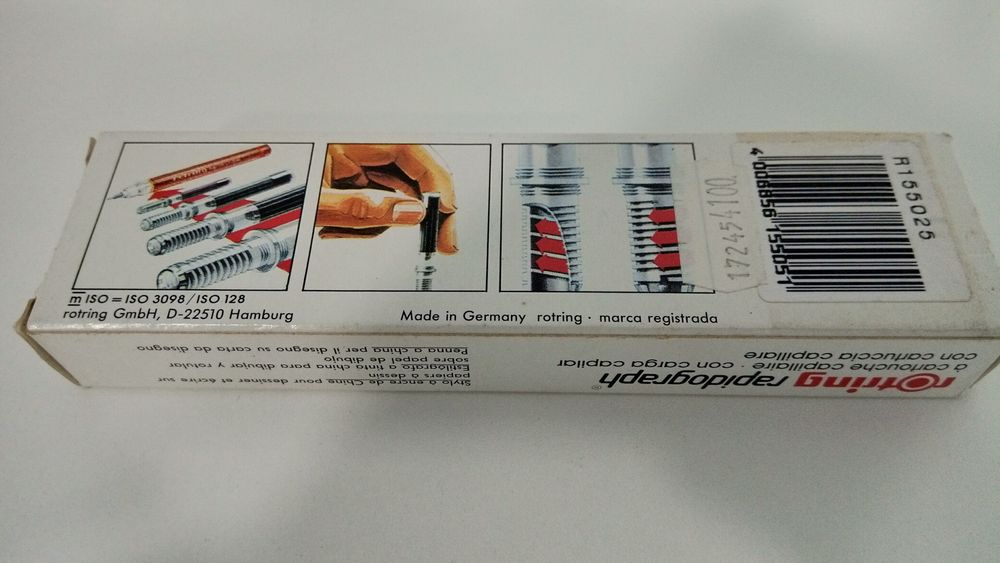 m ISO = ISO 3098 / ISO 128
rotring GmbH, D-22510 Hamburg
Made in Germany rotring · marca registrada
172454100
4 006856 155051
R155025
rotring rapidograph®
à cartouche capillaire · con carga capilar
con cartuccia capillare
Stylo à encre de Chine pour dessiner et écrire sur
papiers à dessin
Estilógrafo a tinta china para dibujar y rotular
sobre papel de dibujo
Penna a china per il disegno su carta da disegno